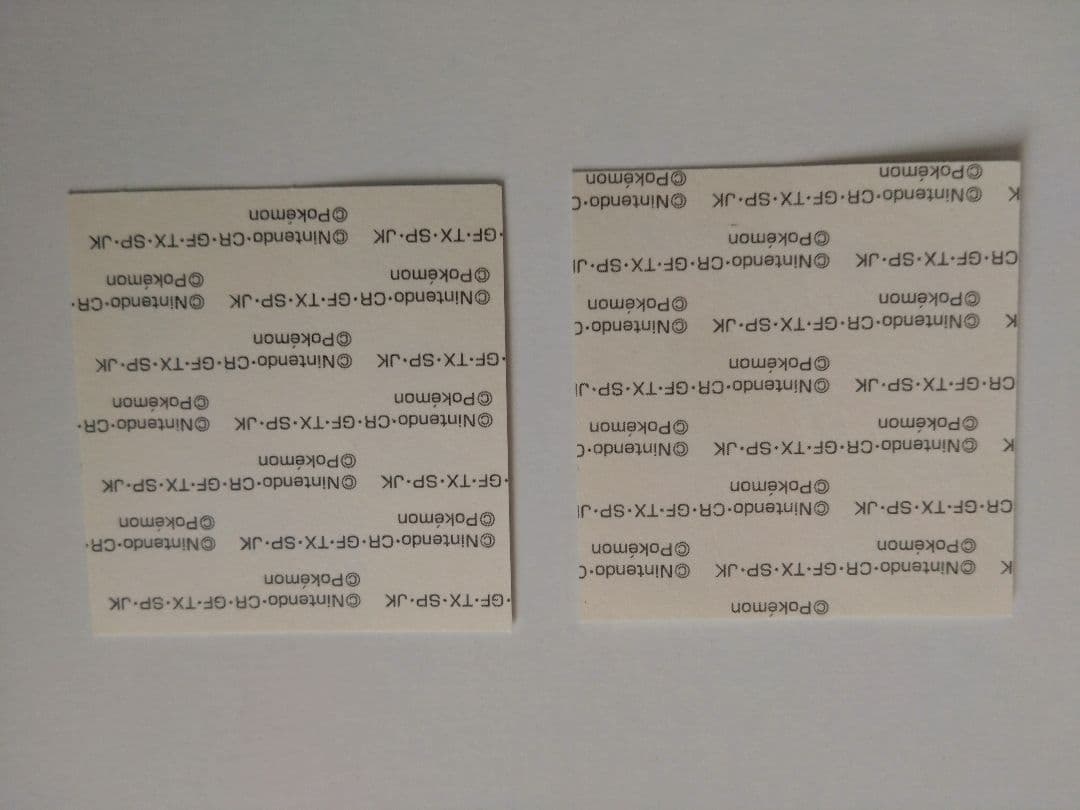 ©Pokémon
K ©Nintendo·CR·GF·TX·SP·JK ©Nintendo·C
©Pokémon ©Pokémon
CR·GF·TX·SP·JK ©Nintendo·CR·GF·TX·SP·J
©Pokémon
K ©Nintendo·CR·GF·TX·SP·JK ©Nintendo·C
©Pokémon ©Pokémon
CR·GF·TX·SP·JK ©Nintendo·CR·GF·TX·SP·J
©Pokémon
K ©Nintendo·CR·GF·TX·SP·JK ©Nintendo·C
©Pokémon ©Pokémon
CR·GF·TX·SP·JK ©Nintendo·CR·GF·TX·SP·J
©Pokémon
K ©Nintendo·CR·GF·TX·SP·JK ©Nintendo·C
©Pokémon ©Pokémon
·GF·TX·SP·JK ©Nintendo·CR·GF·TX·SP·JK
©Pokémon
©Nintendo·CR·GF·TX·SP·JK ©Nintendo·CR·
©Pokémon ©Pokémon
·GF·TX·SP·JK ©Nintendo·CR·GF·TX·SP·JK
©Pokémon
©Nintendo·CR·GF·TX·SP·JK ©Nintendo·CR·
©Pokémon ©Pokémon
·GF·TX·SP·JK ©Nintendo·CR·GF·TX·SP·JK
©Pokémon
©Nintendo·CR·GF·TX·SP·JK ©Nintendo·CR·
©Pokémon ©Pokémon
·GF·TX·SP·JK ©Nintendo·CR·GF·TX·SP·JK
©Pokémon